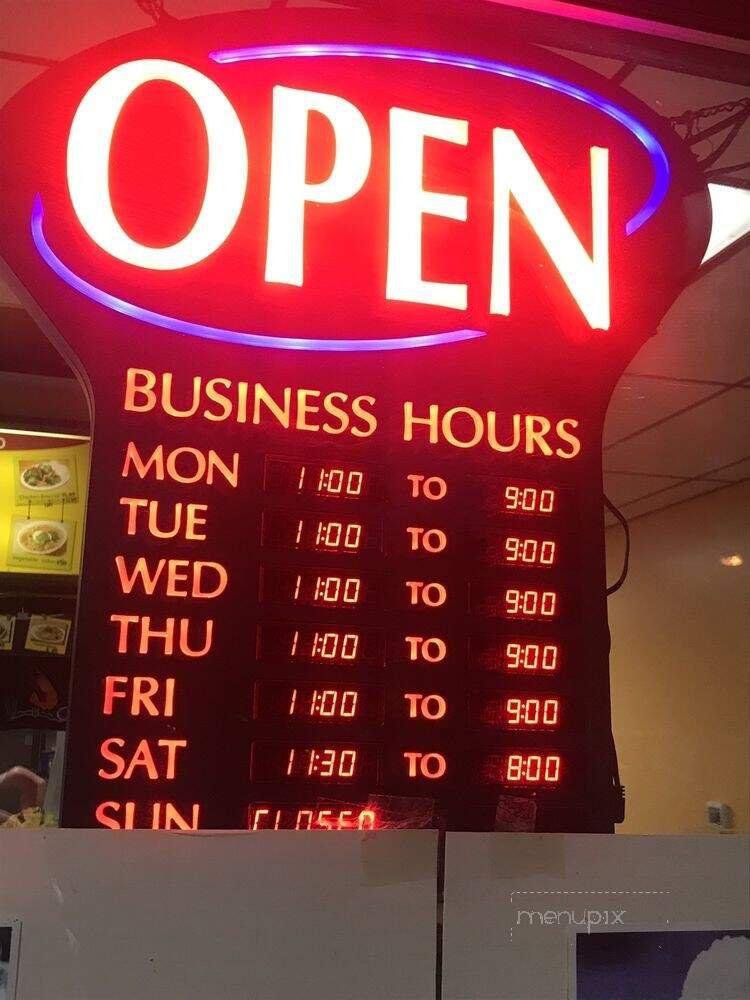 OPEN
BUSINESS HOURS
MON 11:00 TO 9:00
TUE 11:00 TO 9:00
WED 11:00 TO 9:00
THU 11:00 TO 9:00
FRI 11:00 TO 9:00
SAT 11:30 TO 8:00
SUN CLOSED
menupix